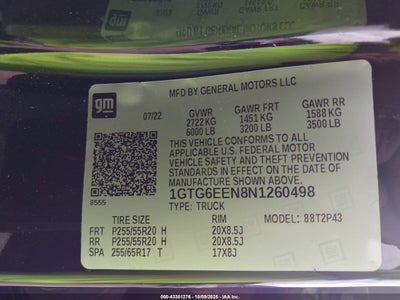 MFD BY GENERAL MOTORS LLC
gm
07/22
GVWR GAWR FRT GAWR RR
2722 KG 1451 KG 1588 KG
6000 LB 3200 LB 3500 LB
THIS VEHICLE CONFORMS TO ALL
APPLICABLE U.S. FEDERAL MOTOR
VEHICLE SAFETY AND THEFT PREVENTION
STANDARDS IN EFFECT ON THE DATE
OF MANUFACTURE SHOWN ABOVE.
8555
1GTG6EEN8N1260498
TYPE: TRUCK
TIRE SIZE RIM MODEL: 88T2P43
FRT P255/55R20 H 20X8.5J
RR P255/55R20 H 20X8.5J
SPA 255/65R17 T 17X8J
000-43381276 - 10/09/2025 - IAA Inc.